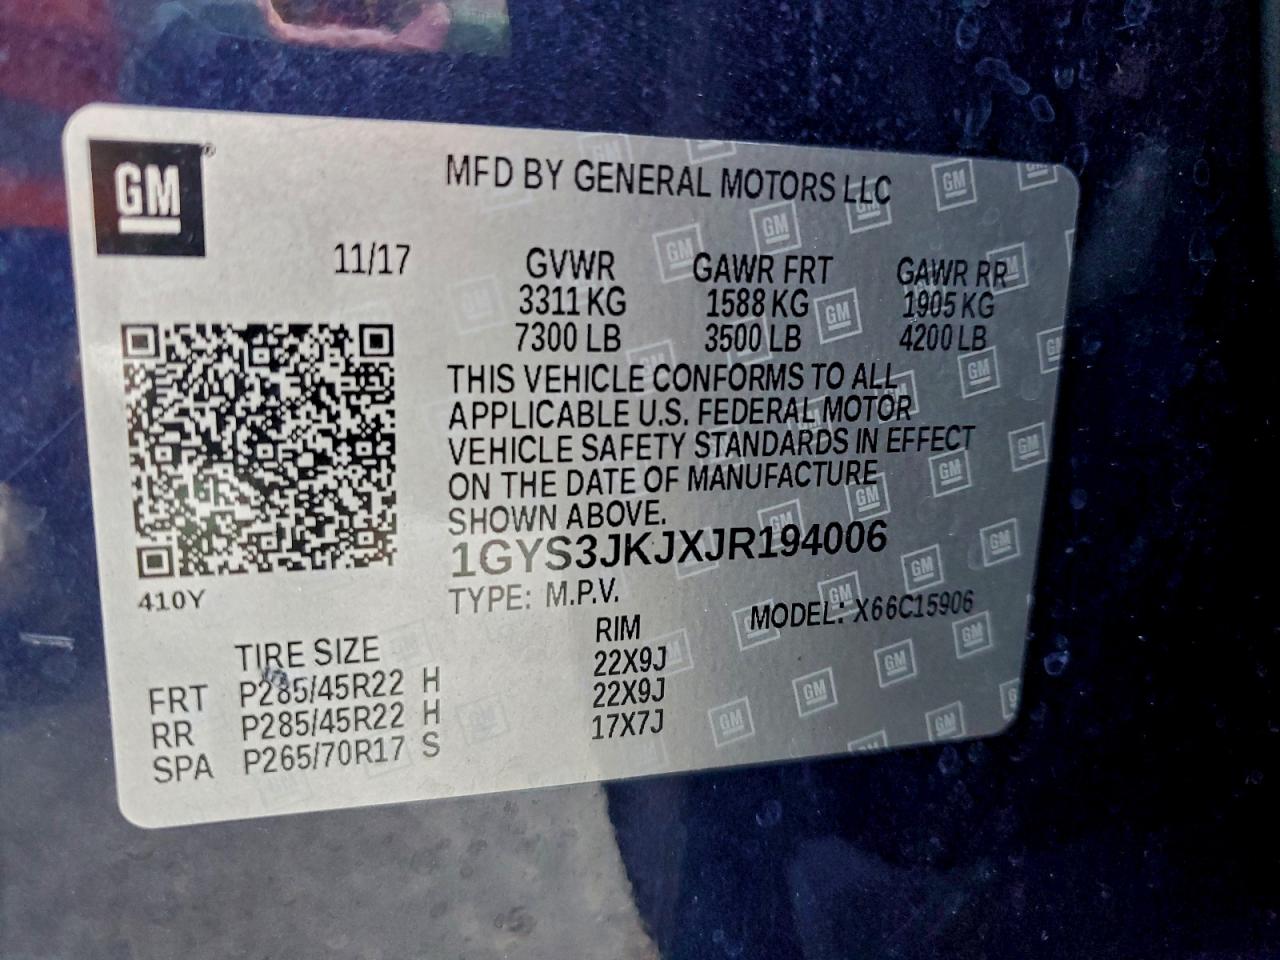 GM
MFD BY GENERAL MOTORS LLC
11/17 GVWR GAWR FRT GAWR RR
3311 KG 1588 KG 1905 KG
7300 LB 3500 LB 4200 LB
THIS VEHICLE CONFORMS TO ALL
APPLICABLE U.S. FEDERAL MOTOR
VEHICLE SAFETY STANDARDS IN EFFECT
ON THE DATE OF MANUFACTURE
SHOWN ABOVE.
1GYS3JKJXJR194006
410Y
TYPE: M.P.V. MODEL: X66C15906
TIRE SIZE RIM
FRT P285/45R22 H 22X9J
RR P285/45R22 H 22X9J
SPA P265/70R17 S 17X7J